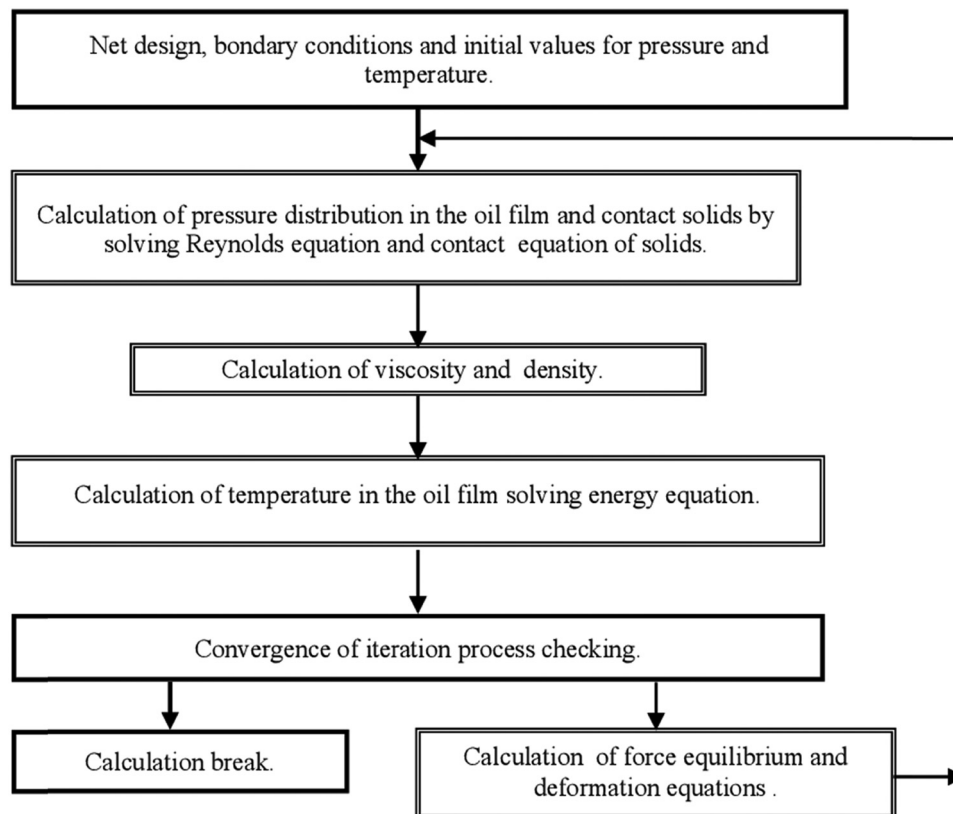 Net design, bondary conditions and initial values for pressure and
temperature.
Calculation of pressure distribution in the oil film and contact solids by
solving Reynolds equation and contact equation of solids.
Calculation of viscosity and density.
Calculation of temperature in the oil film solving energy equation.
Convergence of iteration process checking.
Calculation break.
Calculation of force equilibrium and
deformation equations .